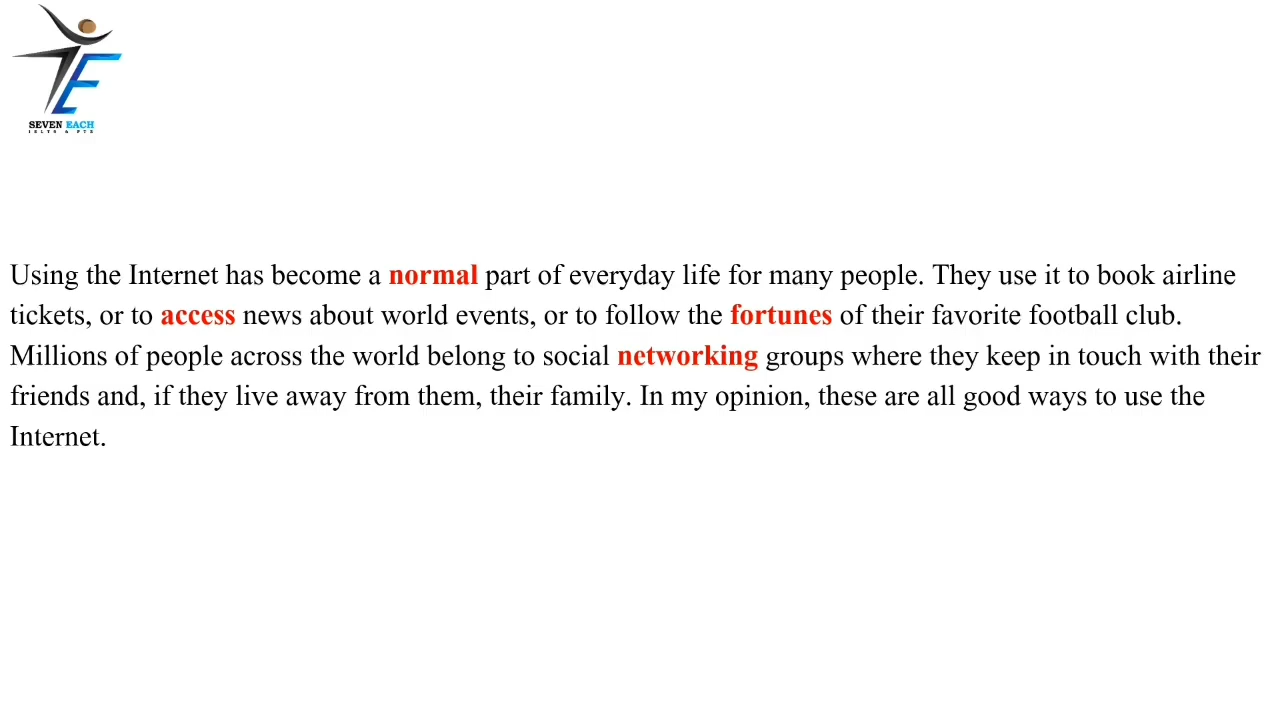 SEVEN EACH
IELTS & PTE
Using the Internet has become a normal part of everyday life for many people. They use it to book airline
tickets, or to access news about world events, or to follow the fortunes of their favorite football club.
Millions of people across the world belong to social networking groups where they keep in touch with their
friends and, if they live away from them, their family. In my opinion, these are all good ways to use the
Internet.